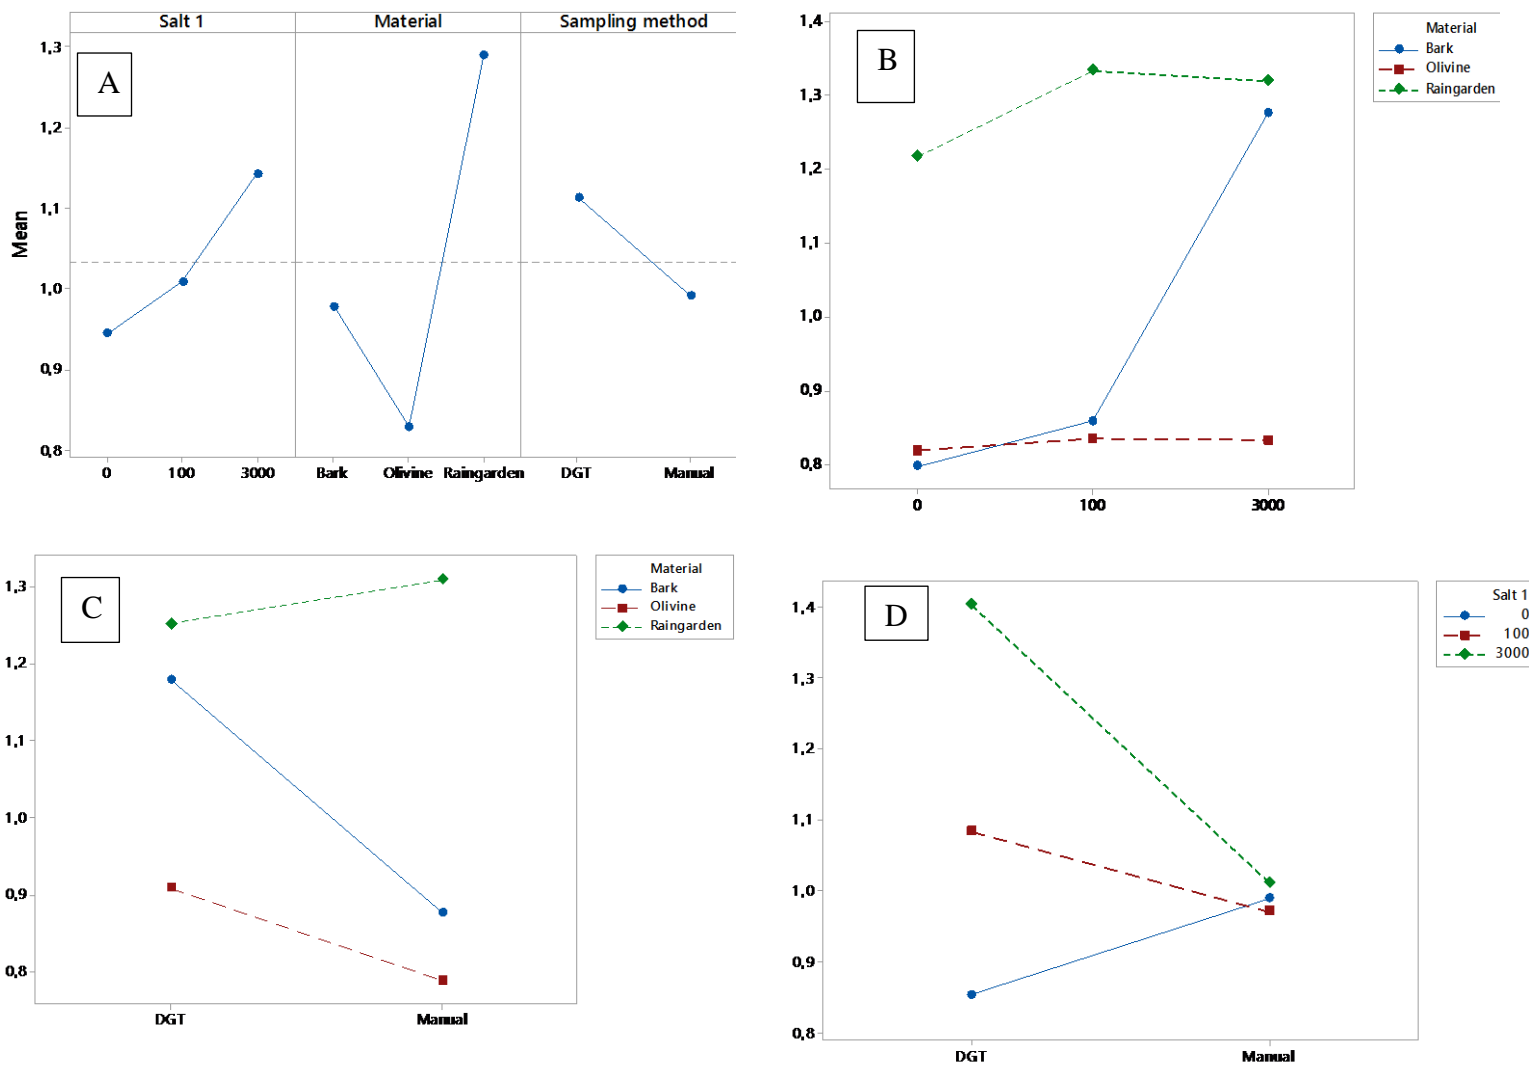 Salt 1 Material Sampling method
A
Mean
1,3
1,2
1,1
1,0
0,9
0,8
0 100 3000 Bark Olivine Raingarden DGT Manual
B
1,4
1,3
1,2
1,1
1,0
0,9
0,8
0 100 3000
Material
Bark
Olivine
Raingarden
C
1,3
1,2
1,1
1,0
0,9
0,8
DGT Manual
Material
Bark
Olivine
Raingarden
D
1,4
1,3
1,2
1,1
1,0
0,9
0,8
DGT Manual
Salt 1
0
100
3000